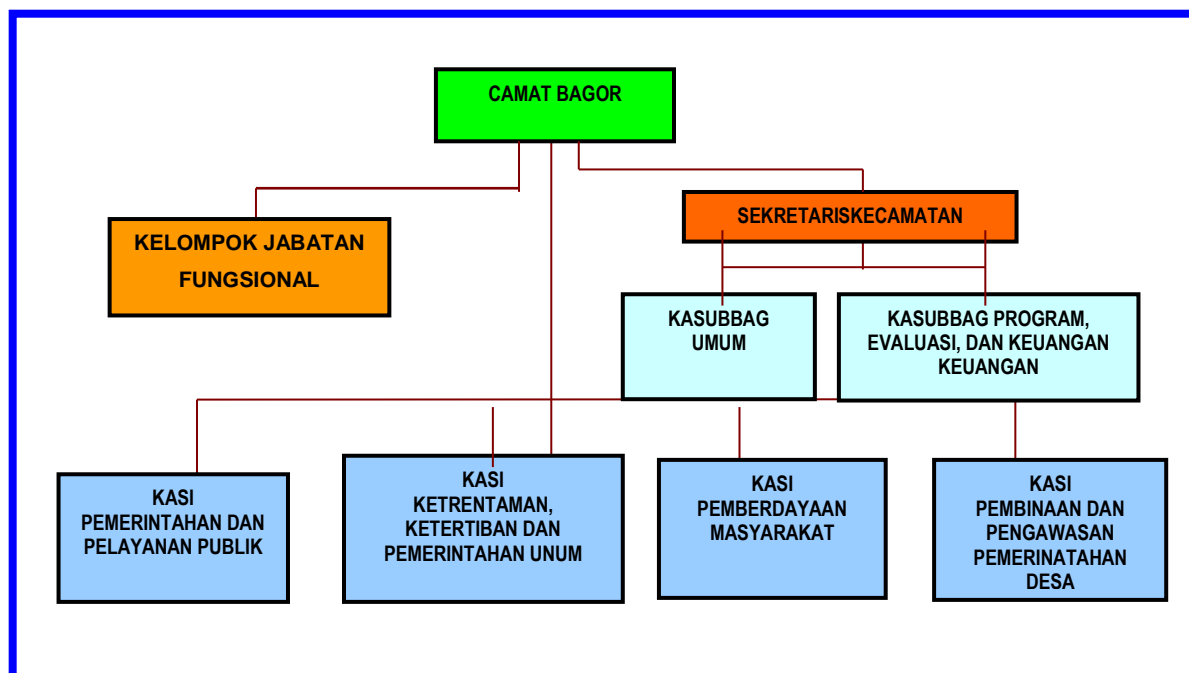 CAMAT BAGOR
SEKRETARISKECAMATAN
KELOMPOK JABATAN
FUNGSIONAL
KASUBBAG
UMUM
KASUBBAG PROGRAM,
EVALUASI, DAN KEUANGAN
KEUANGAN
KASI
PEMERINTAHAN DAN
PELAYANAN PUBLIK
KASI
KETRENTAMAN,
KETERTIBAN DAN
PEMERINTAHAN UNUM
KASI
PEMBERDAYAAN
MASYARAKAT
KASI
PEMBINAAN DAN
PENGAWASAN
PEMERINATAHAN
DESA